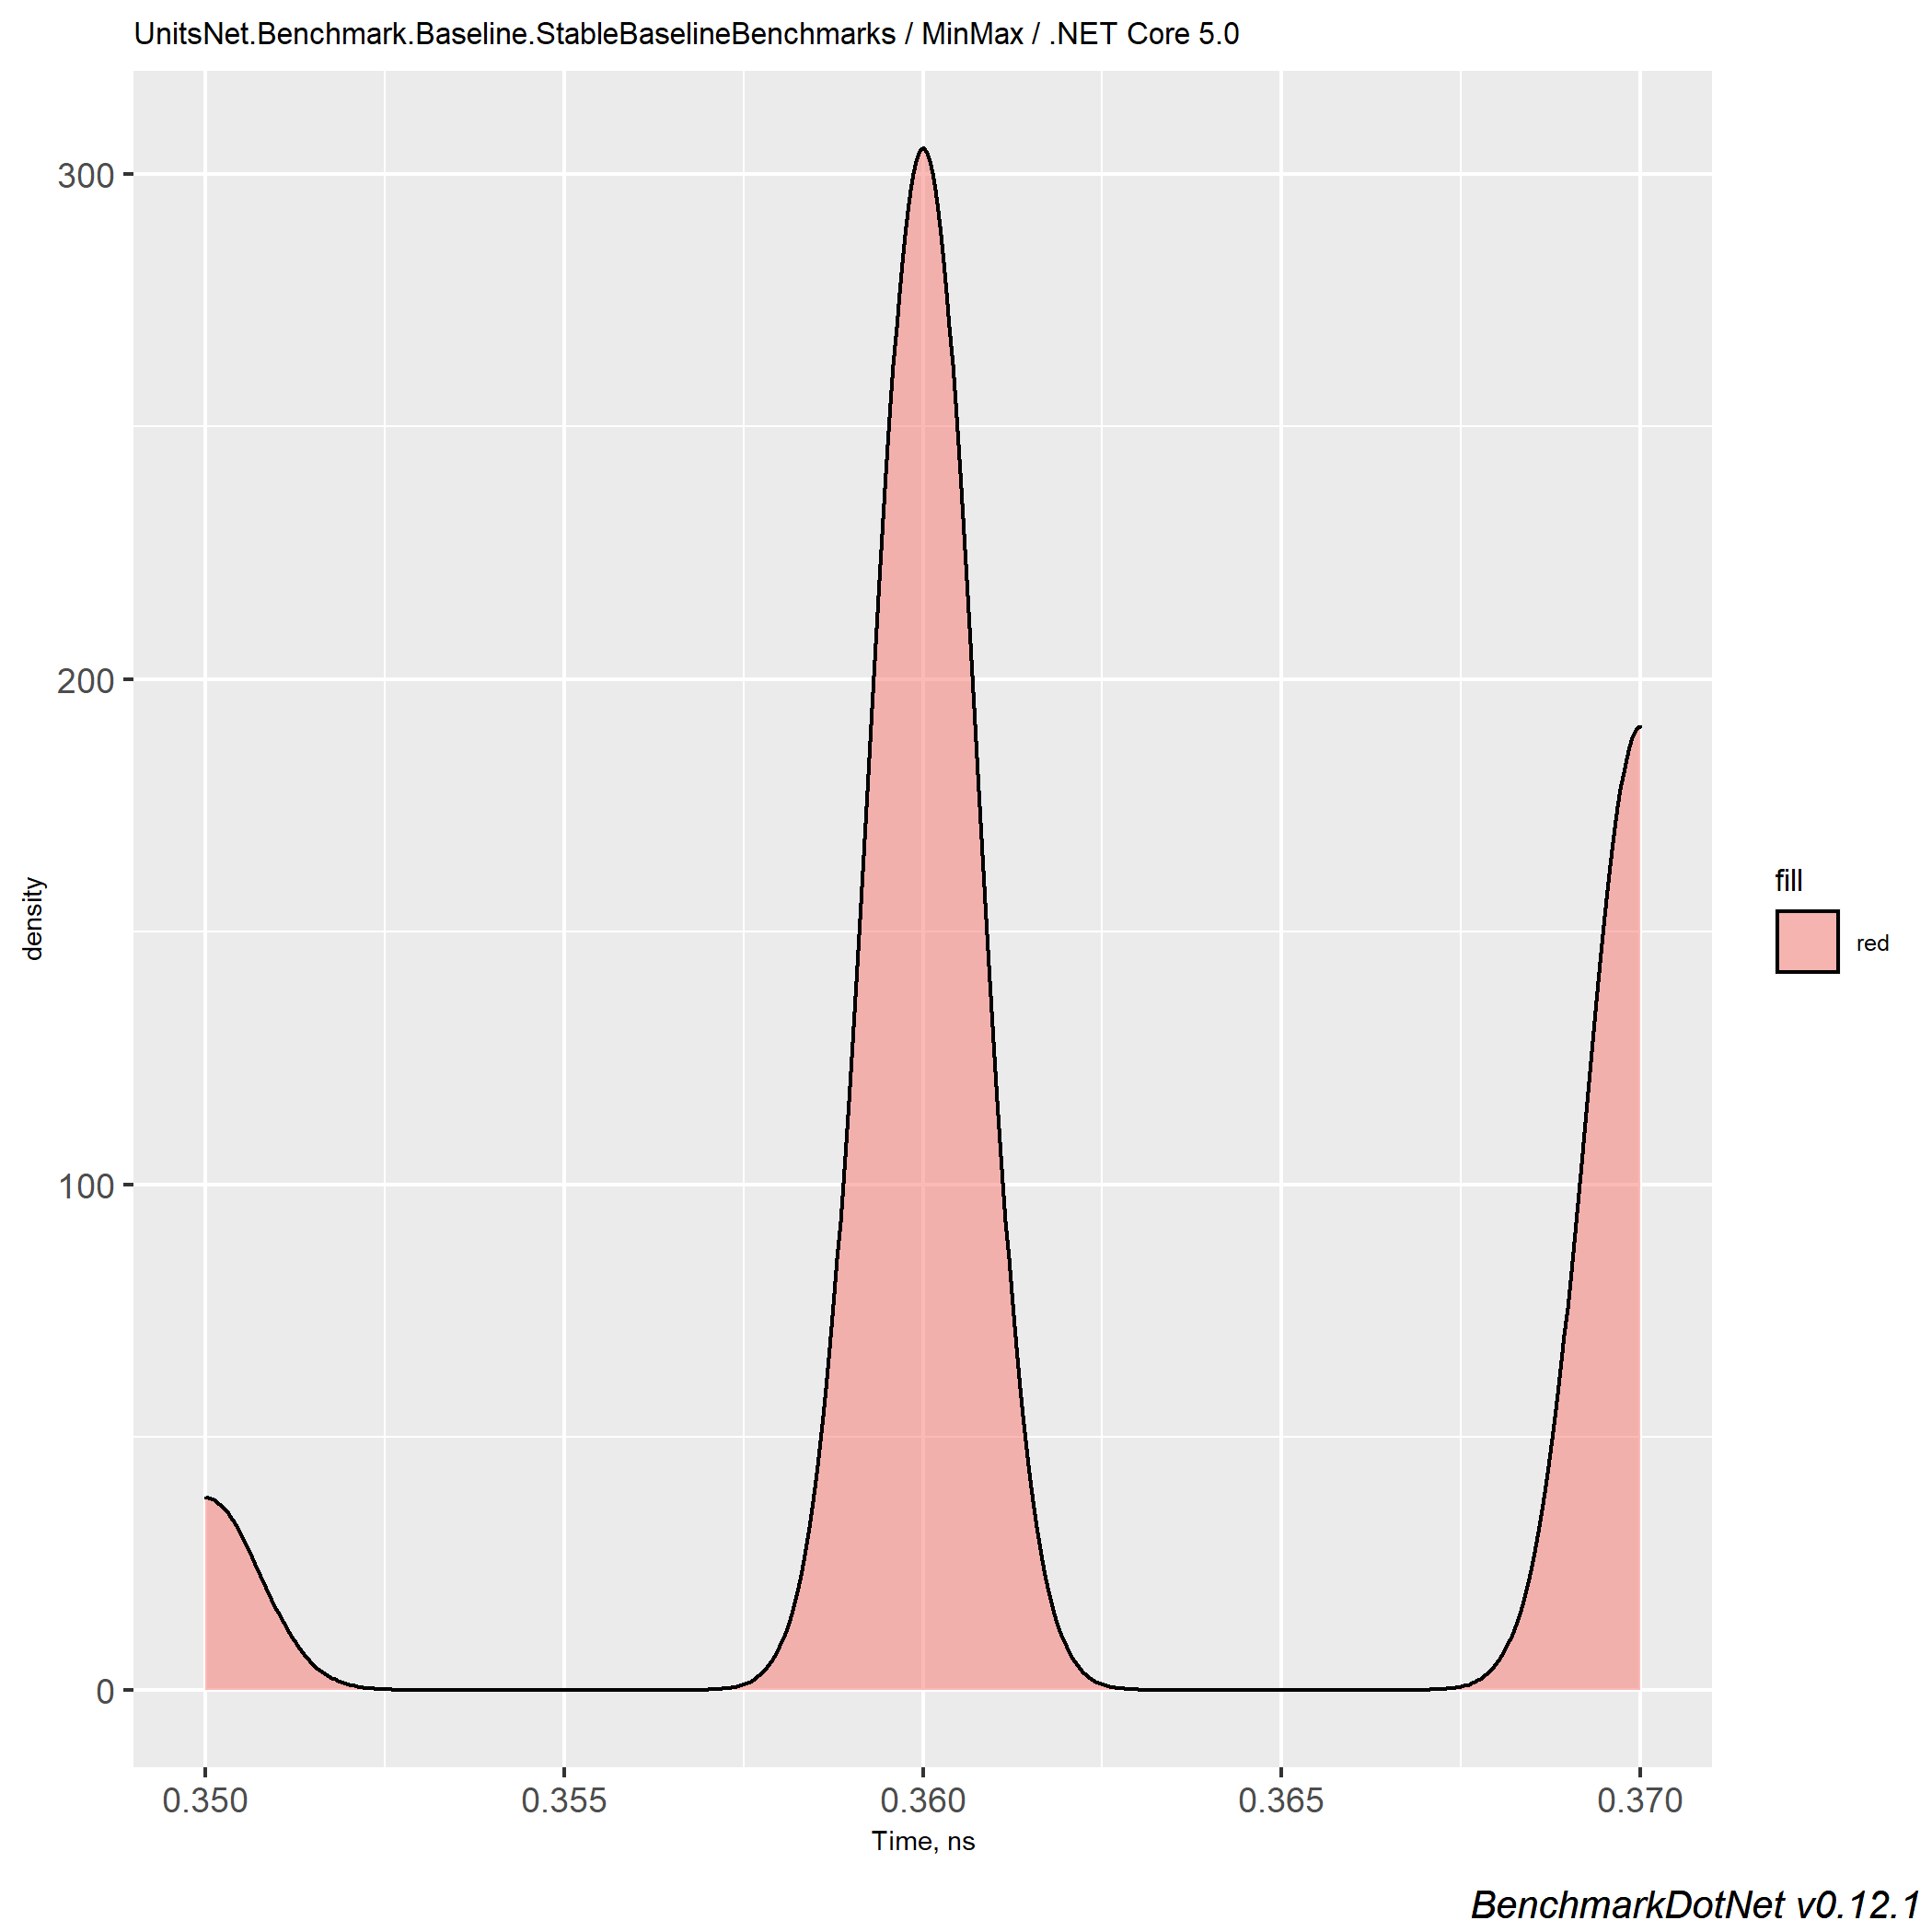 UnitsNet.Benchmark.Baseline.StableBaselineBenchmarks / MinMax / .NET Core 5.0
300
200
100
0
density
0.350 0.355 0.360 0.365 0.370
Time, ns
fill
red
BenchmarkDotNet v0.12.1